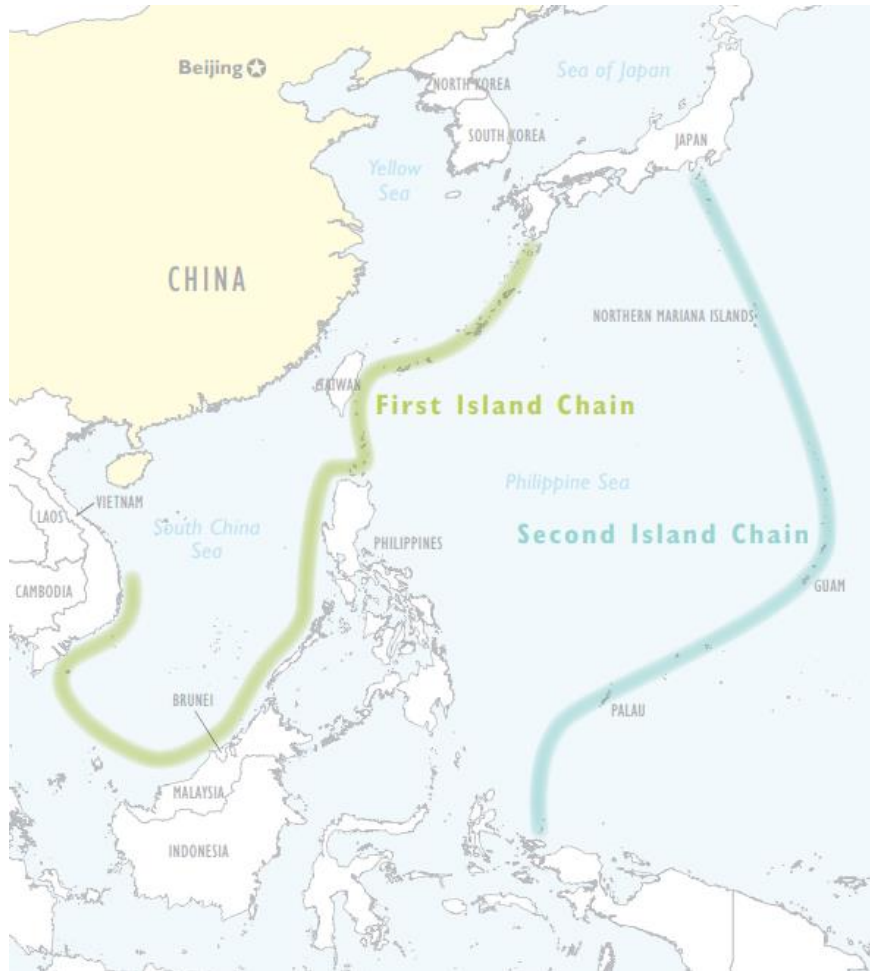 Beijing
Sea of Japan
NORTH KOREA
SOUTH KOREA
JAPAN
Yellow
Sea
CHINA
NORTHERN MARIANA ISLANDS
TAIWAN
First Island Chain
Philippine Sea
VIETNAM
LAOS
South China
Sea
Second Island Chain
PHILIPPINES
CAMBODIA
GUAM
BRUNEI
PALAU
MALAYSIA
INDONESIA